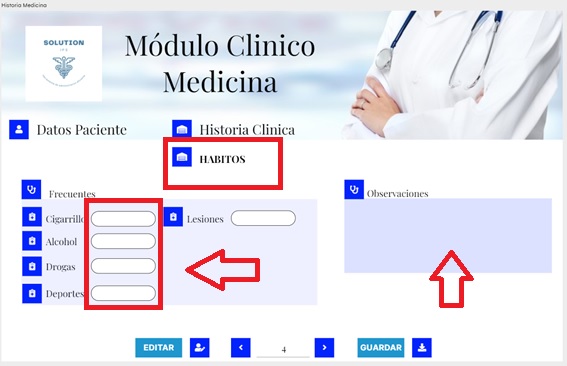 Historia Medicina
SOLUTION
IPS
Módulo Clinico
Medicina
Datos Paciente
Historia Clinica
HABITOS
Frecuentes
Observaciones
Cigarrillo
Lesiones
Alcohol
Drogas
Deportes
EDITAR
4
GUARDAR